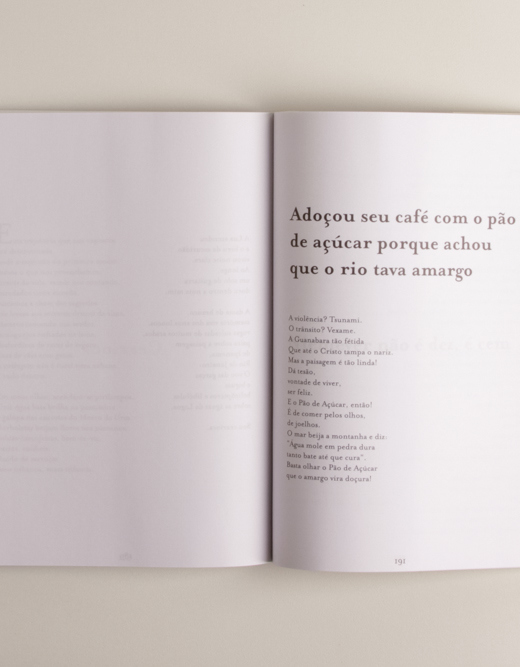 Adoçou seu café com o pão
de açúcar porque achou
que o rio tava amargo
A violência? Tsunami.
O trânsito? Vexame.
A Guanabara tão fétida
Que até o Cristo tampa o nariz.
Mas a paisagem é tão linda!
Dá tesão,
vontade de viver,
ser feliz.
E o Pão de Açúcar, então!
É de comer pelos olhos,
de joelhos.
O mar beija a montanha e diz:
"Água mole em pedra dura
tanto bate até que cura".
Basta olhar o Pão de Açúcar
que o amargo vira doçura!
191